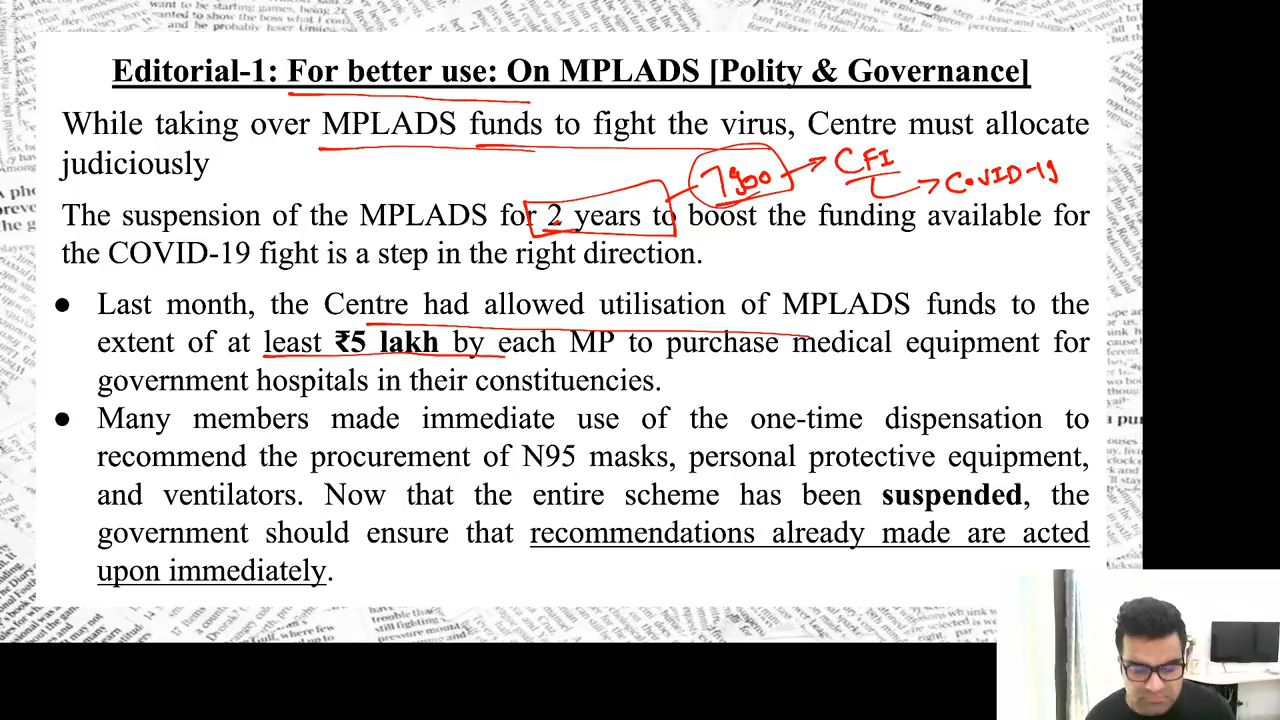 Editorial-1: For better use: On MPLADS [Polity & Governance]
While taking over MPLADS funds to fight the virus, Centre must allocate
judiciously
7900 → CFI
→ COVID-19
The suspension of the MPLADS for 2 years to boost the funding available for
the COVID-19 fight is a step in the right direction.
● Last month, the Centre had allowed utilisation of MPLADS funds to the
extent of at least ₹5 lakh by each MP to purchase medical equipment for
government hospitals in their constituencies.
● Many members made immediate use of the one-time dispensation to
recommend the procurement of N95 masks, personal protective equipment,
and ventilators. Now that the entire scheme has been suspended, the
government should ensure that recommendations already made are acted
upon immediately.